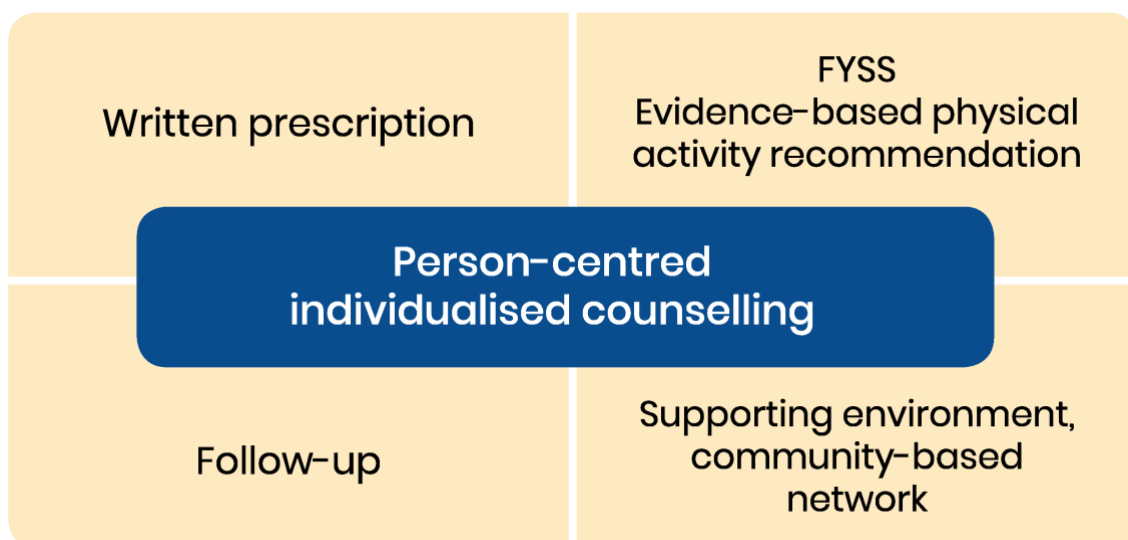 Written prescription
FYSS
Evidence-based physical
activity recommendation
Person-centred
individualised counselling
Follow-up
Supporting environment,
community-based
network